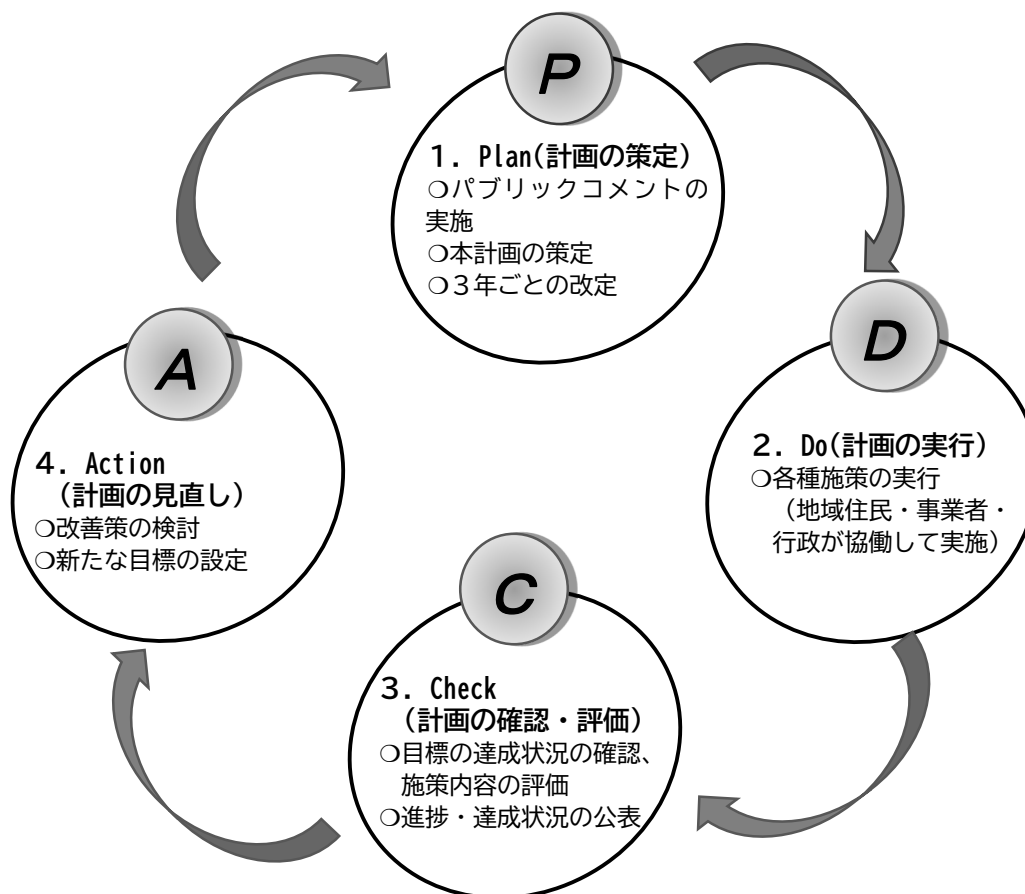 P
1. Plan(計画の策定)
○パブリックコメントの
実施
○本計画の策定
○3年ごとの改定
D
2. Do(計画の実行)
○各種施策の実行
（地域住民・事業者・
行政が協働して実施）
C
3. Check
（計画の確認・評価）
○目標の達成状況の確認、
施策内容の評価
○進捗・達成状況の公表
A
4. Action
（計画の見直し）
○改善策の検討
○新たな目標の設定